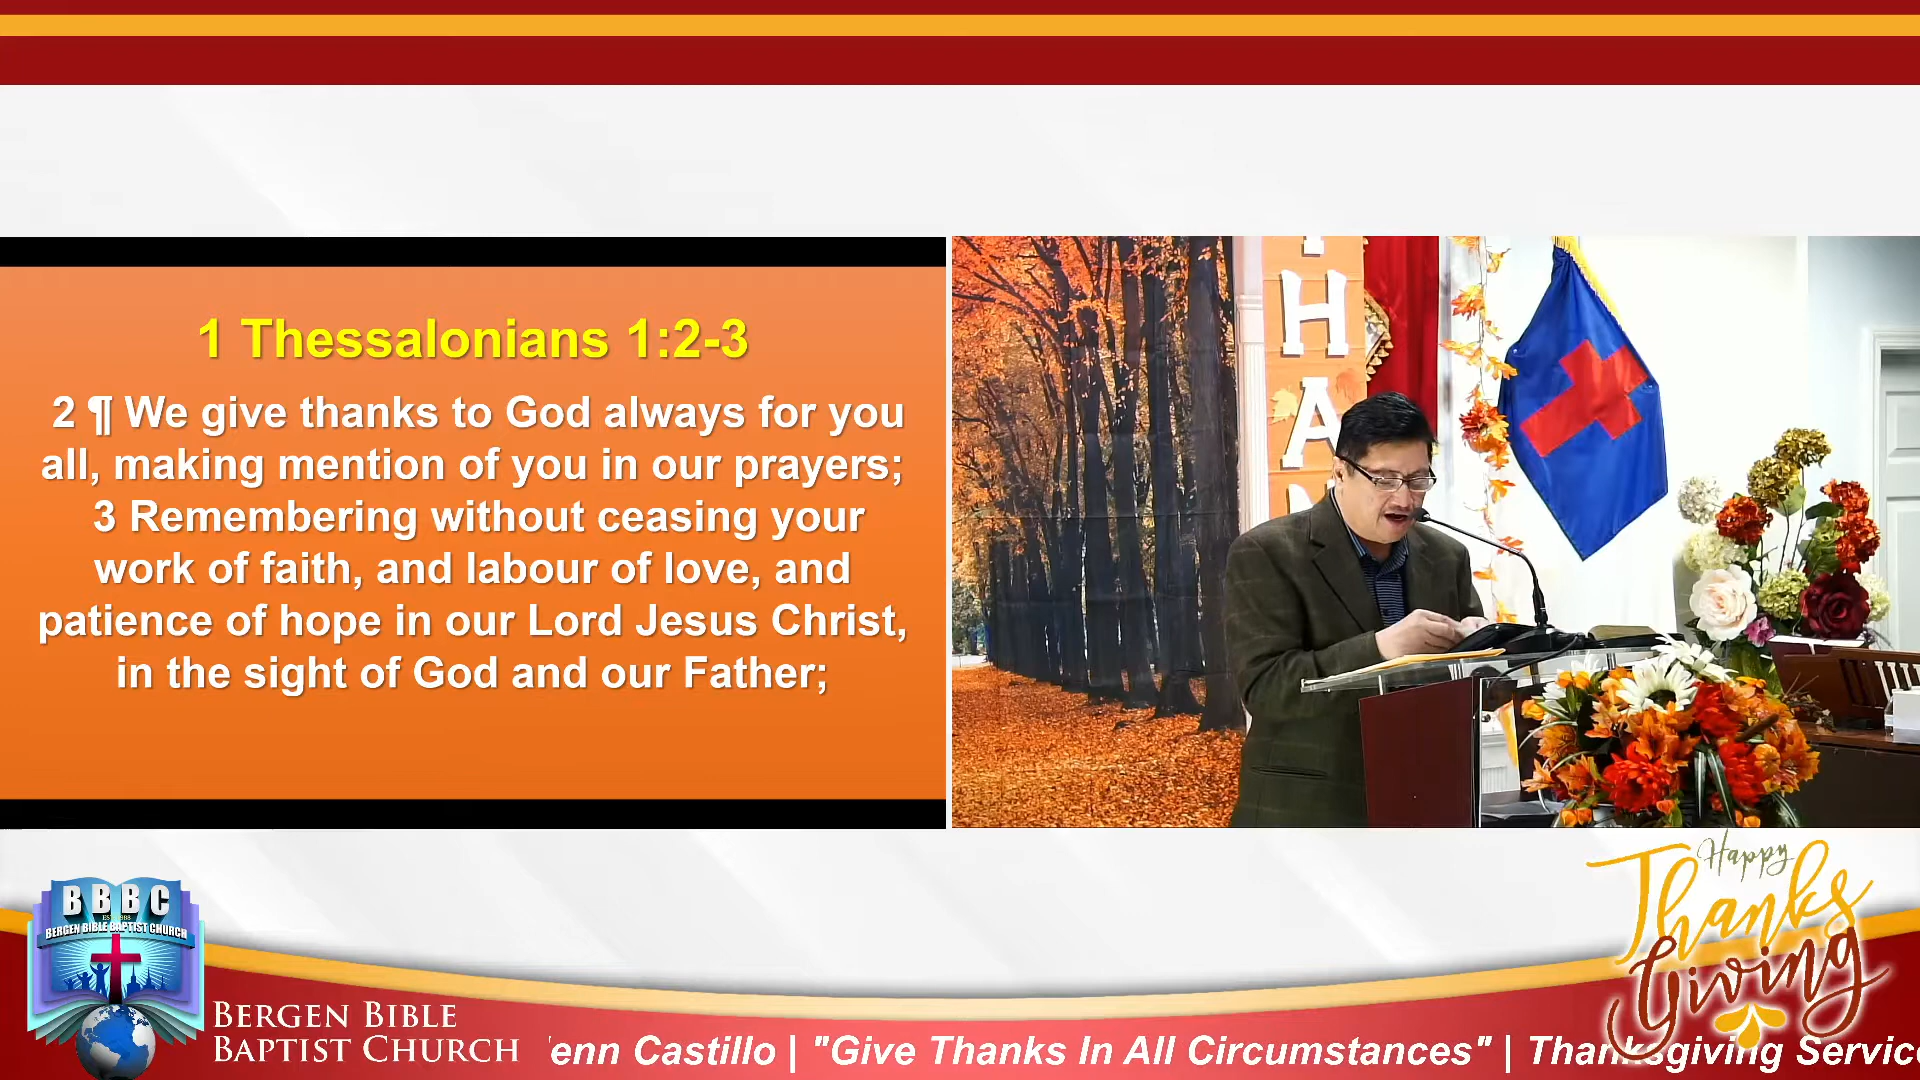 1 Thessalonians 1:2-3
2 ¶ We give thanks to God always for you
all, making mention of you in our prayers;
3 Remembering without ceasing your
work of faith, and labour of love, and
patience of hope in our Lord Jesus Christ,
in the sight of God and our Father;
H
A
BBBC
BERGEN BIBLE BAPTIST CHURCH
BERGEN BIBLE
BAPTIST CHURCH
enn Castillo | "Give Thanks In All Circumstances" | Thanksgiving Servic
Happy
Thanks
Giving